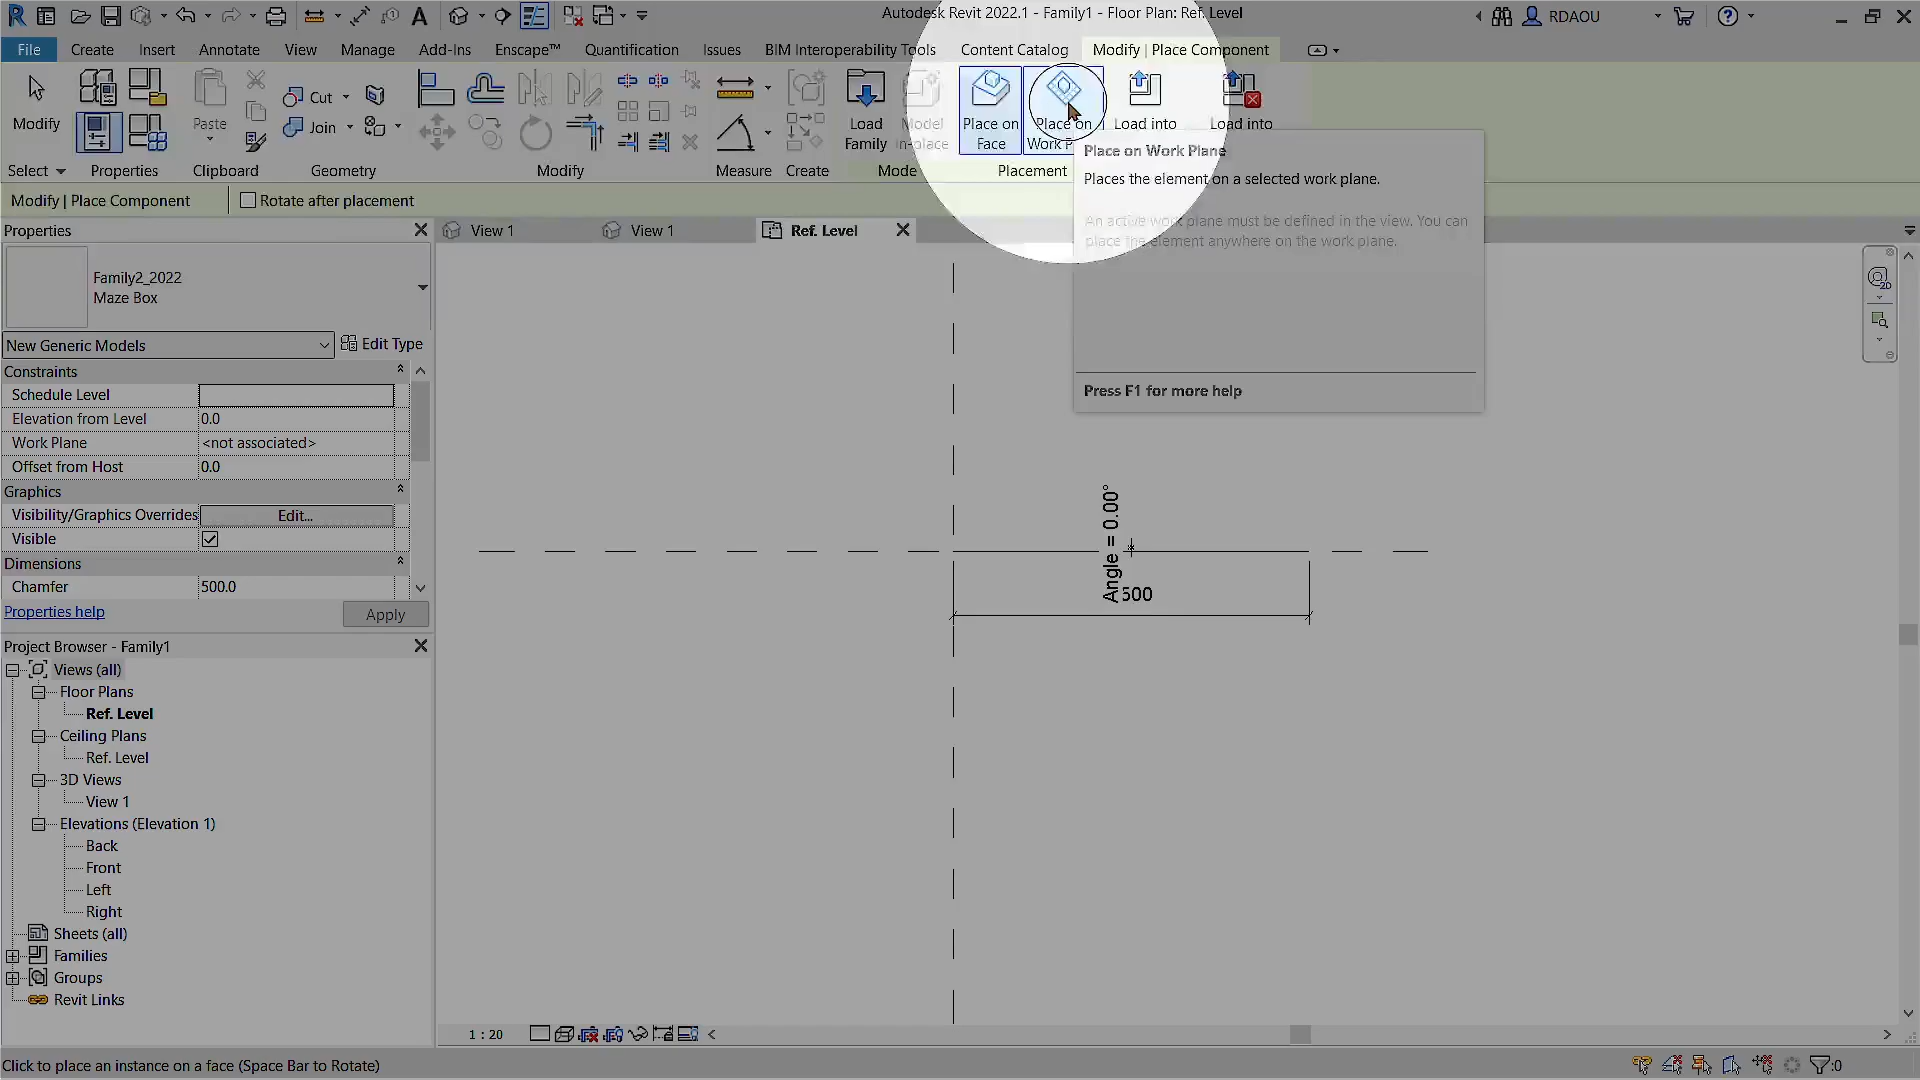 Autodesk Revit 2022.1 - Family1 - Floor Plan: Ref. Level
RDAOU
File Create Insert Annotate View Manage Add-Ins Enscape™ Quantification Issues BIM Interoperability Tools Content Catalog Modify | Place Component
Modify
Paste
Cut
Join
Load
Family
Model
In-place
Place on
Face
Place on
Work P
Load into
Load into
Select Properties Clipboard Geometry Modify Measure Create Mode Placement
Place on Work Plane
Places the element on a selected work plane.
An active work plane must be defined in the view. You can
place the element anywhere on the work plane.
Press F1 for more help
Modify | Place Component Rotate after placement
Properties
View 1 View 1 Ref. Level
Family2_2022
Maze Box
New Generic Models Edit Type
Constraints
Schedule Level
Elevation from Level 0.0
Work Plane <not associated>
Offset from Host 0.0
Graphics
Visibility/Graphics Overrides Edit...
Visible
Dimensions
Chamfer 500.0
Properties help Apply
Angle = 0.00°
500
2D
Project Browser - Family1
Views (all)
Floor Plans
Ref. Level
Ceiling Plans
Ref. Level
3D Views
View 1
Elevations (Elevation 1)
Back
Front
Left
Right
Sheets (all)
Families
Groups
Revit Links
1 : 20
Click to place an instance on a face (Space Bar to Rotate)
:0